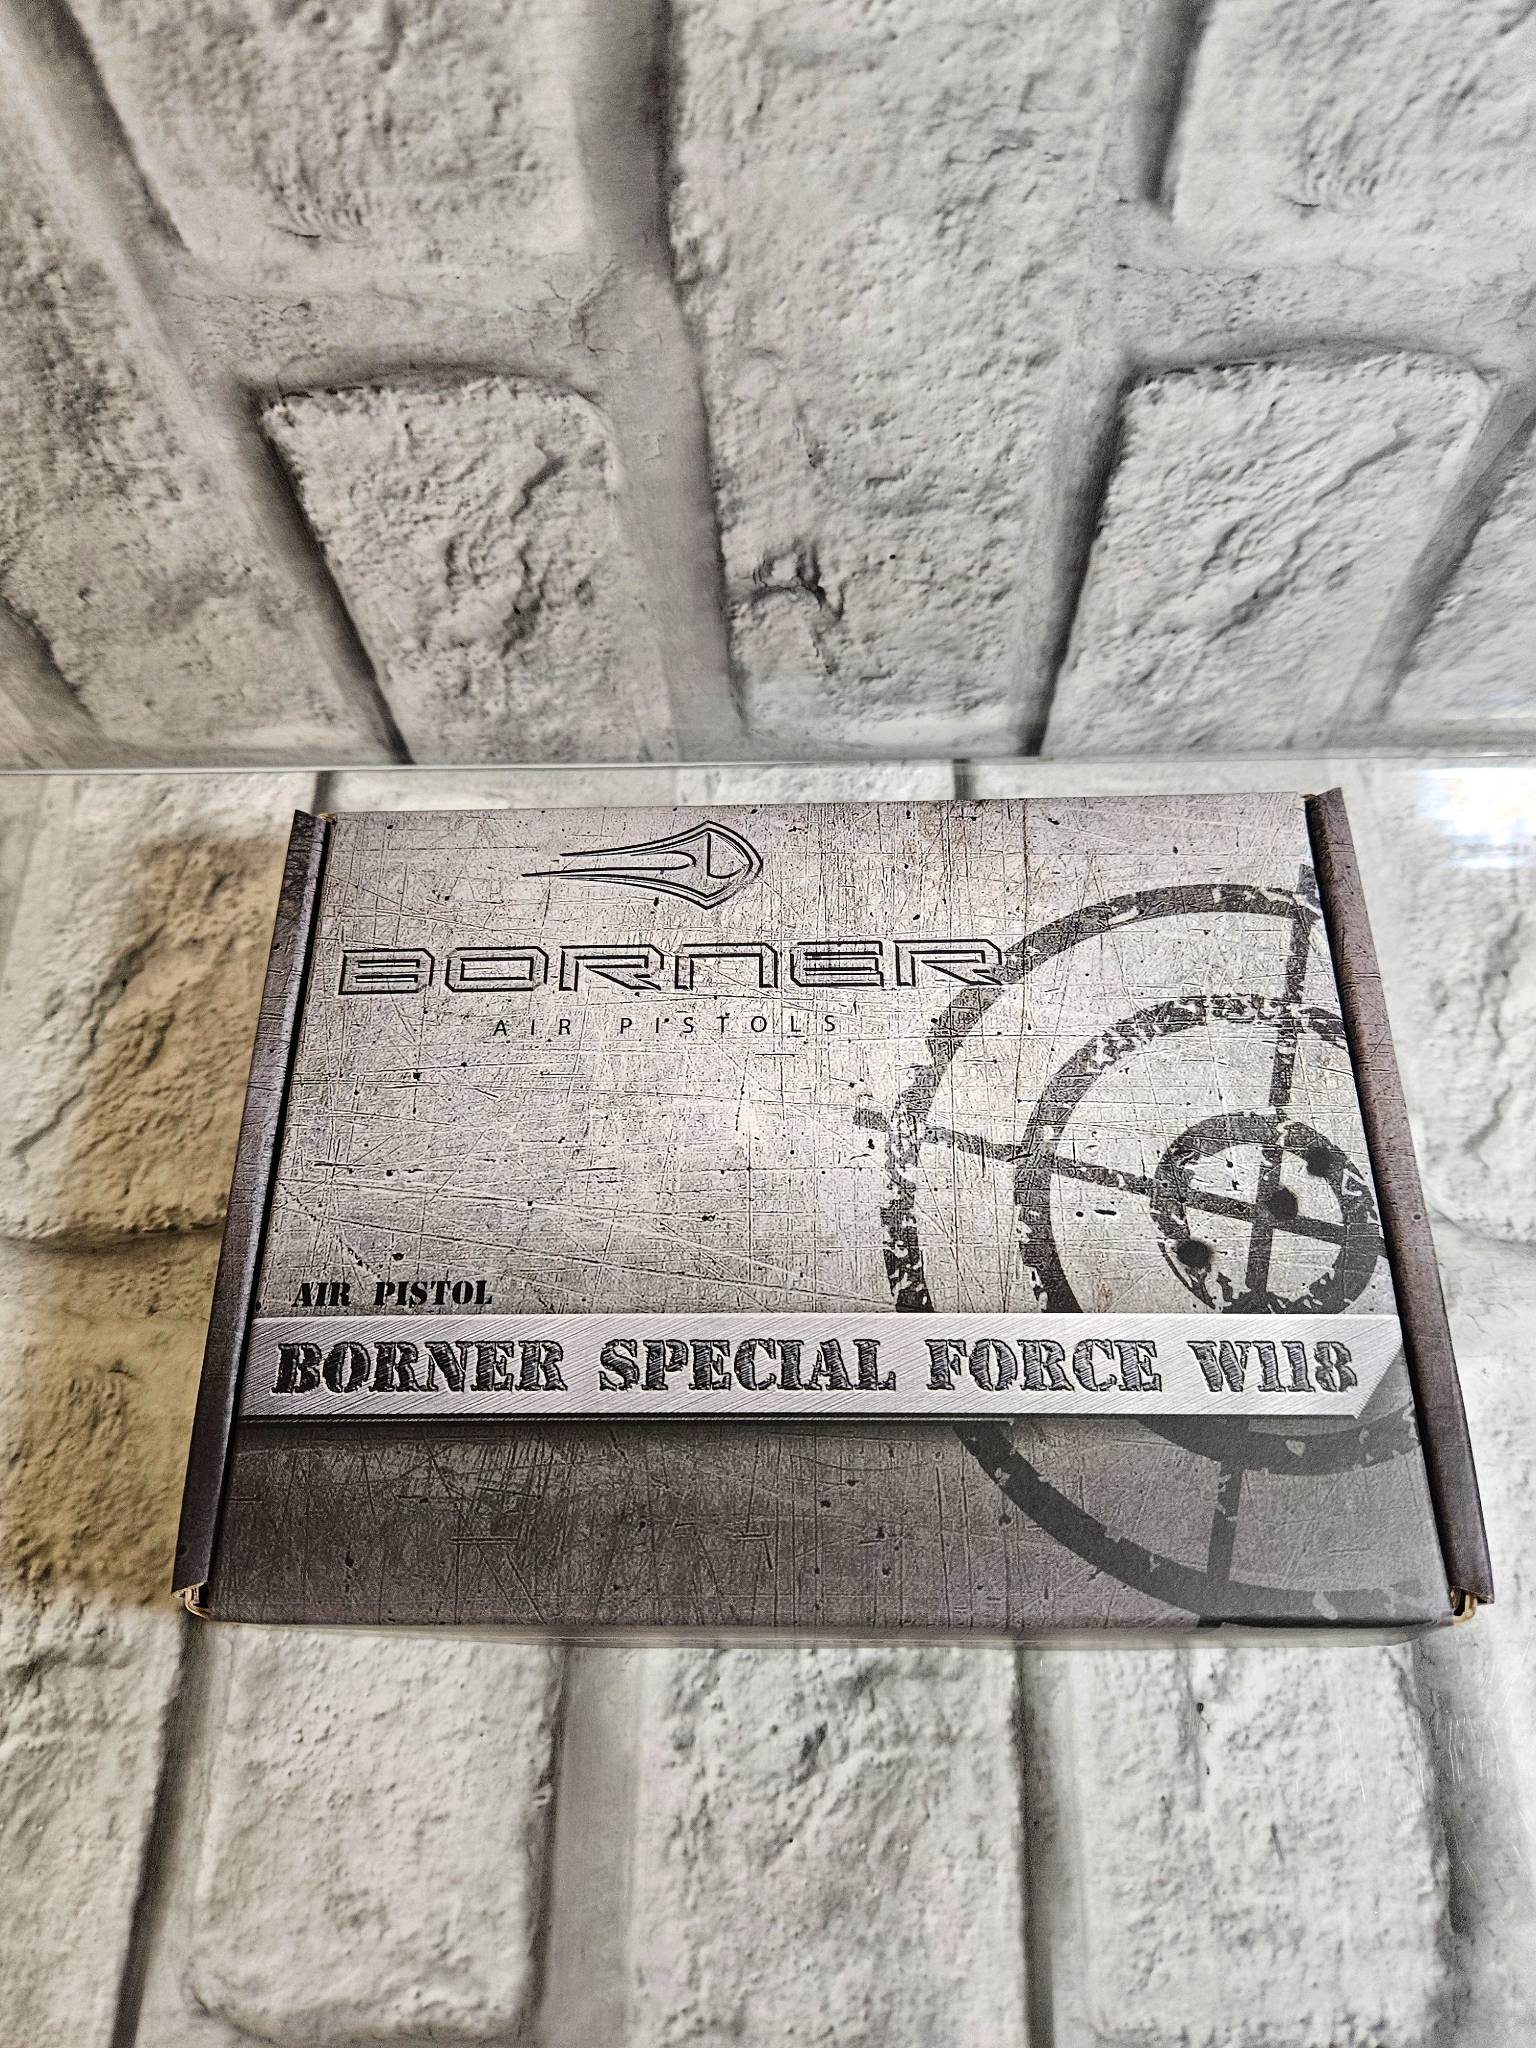 BORNER
AIR PISTOLS
AIR PISTOL
BORNER SPECIAL FORCE W118